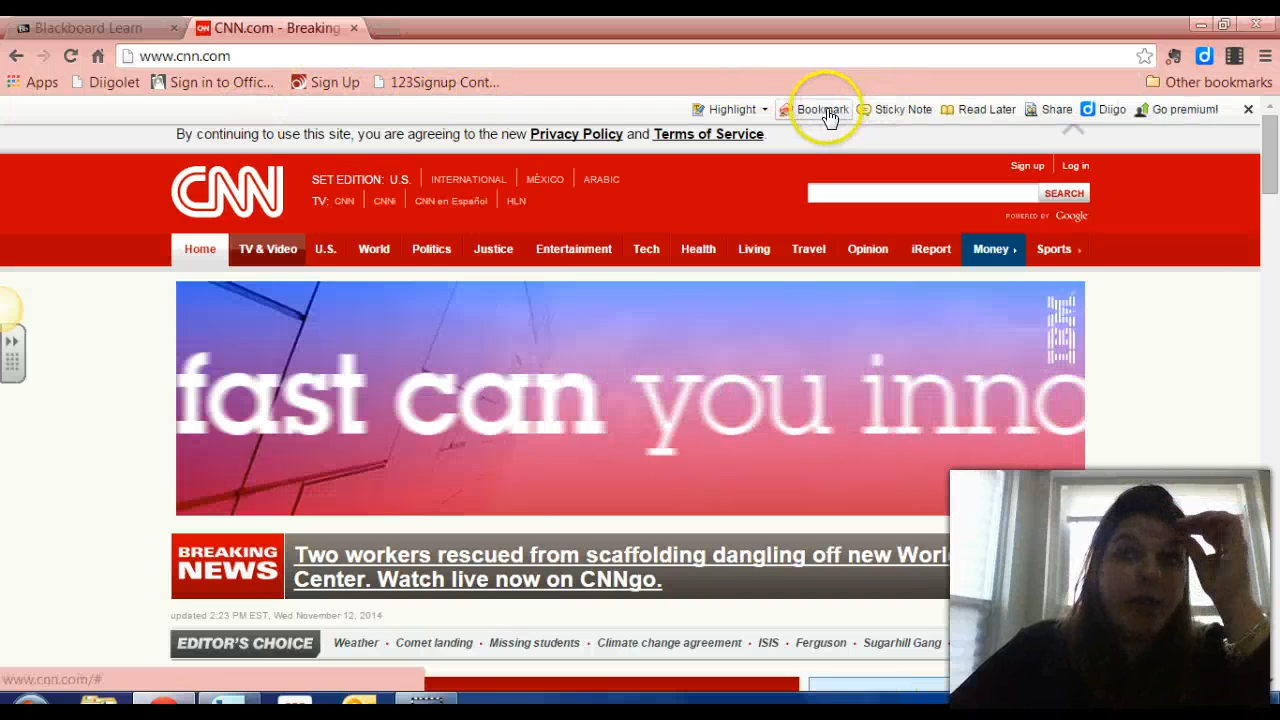 Blackboard Learn
CNN.com - Breaking
www.cnn.com
Apps Diigolet Sign in to Offic... Sign Up 123Signup Cont... Other bookmarks
Highlight Bookmark Sticky Note Read Later Share Diigo Go premium!
By continuing to use this site, you are agreeing to the new Privacy Policy and Terms of Service.
Sign up Log in
CNN
SET EDITION: U.S. INTERNATIONAL MÉXICO ARABIC
TV: CNN CNNi CNN en Español HLN
SEARCH
POWERED BY Google
Home TV & Video U.S. World Politics Justice Entertainment Tech Health Living Travel Opinion iReport Money Sports
IBM
fast can you inno
BREAKING NEWS
Two workers rescued from scaffolding dangling off new Worl
Center. Watch live now on CNNgo.
updated 2:23 PM EST, Wed November 12, 2014
EDITOR'S CHOICE Weather • Comet landing • Missing students • Climate change agreement • ISIS • Ferguson • Sugarhill Gang •
www.cnn.com/#